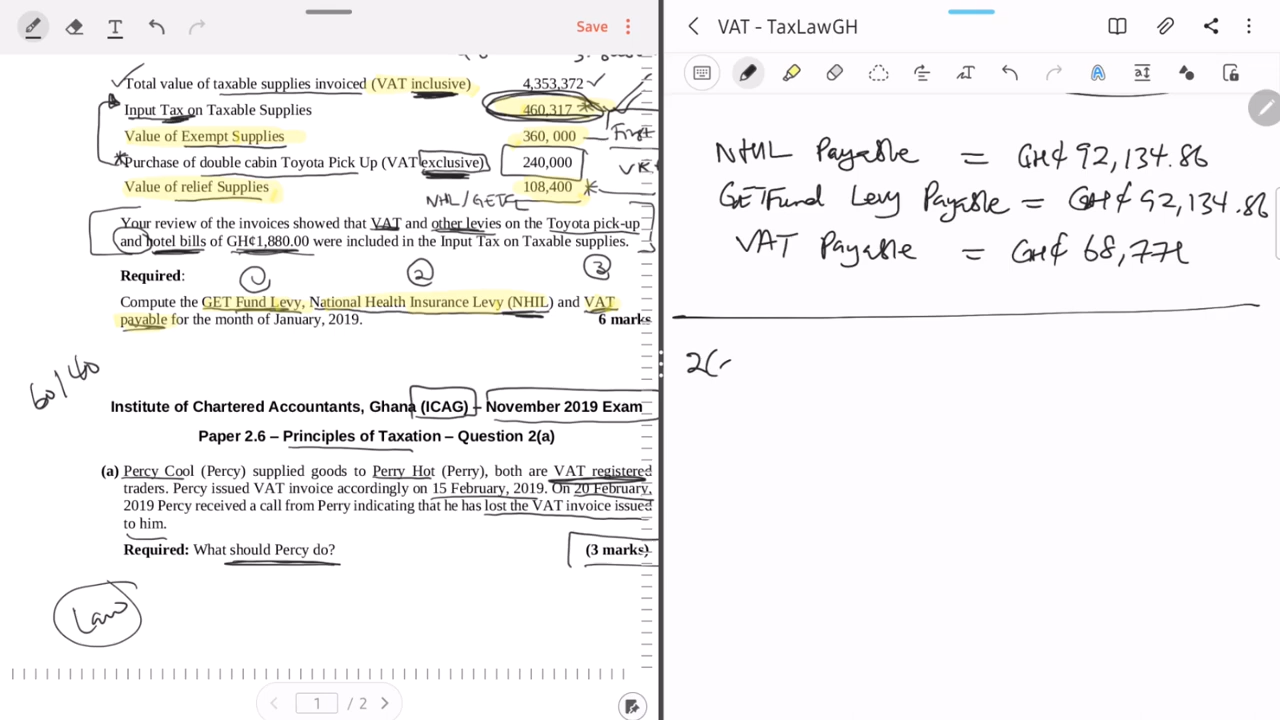 Save
Total value of taxable supplies invoiced (VAT inclusive) 4,353,372
Input Tax on Taxable Supplies 460,317
Value of Exempt Supplies 360, 000
First
Purchase of double cabin Toyota Pick Up (VAT exclusive) 240,000
Value of relief Supplies 108,400
NHL/GETFL
Your review of the invoices showed that VAT and other levies on the Toyota pick-up
and hotel bills of GH¢1,880.00 were included in the Input Tax on Taxable supplies.
Required: 1 2 3
Compute the GET Fund Levy, National Health Insurance Levy (NHIL) and VAT
payable for the month of January, 2019. 6 marks
60/40
Institute of Chartered Accountants, Ghana (ICAG) – November 2019 Exam
Paper 2.6 – Principles of Taxation – Question 2(a)
(a) Percy Cool (Percy) supplied goods to Perry Hot (Perry), both are VAT registered
traders. Percy issued VAT invoice accordingly on 15 February, 2019. On 20 February,
2019 Percy received a call from Perry indicating that he has lost the VAT invoice issued
to him.
Required: What should Percy do? (3 marks)
Law
1 / 2
VAT - TaxLawGH
NHIL Payable = GH¢ 92,134.86
GETFund Levy Payable = GH¢ 92,134.86
VAT Payable = GH¢ 68,771
2(